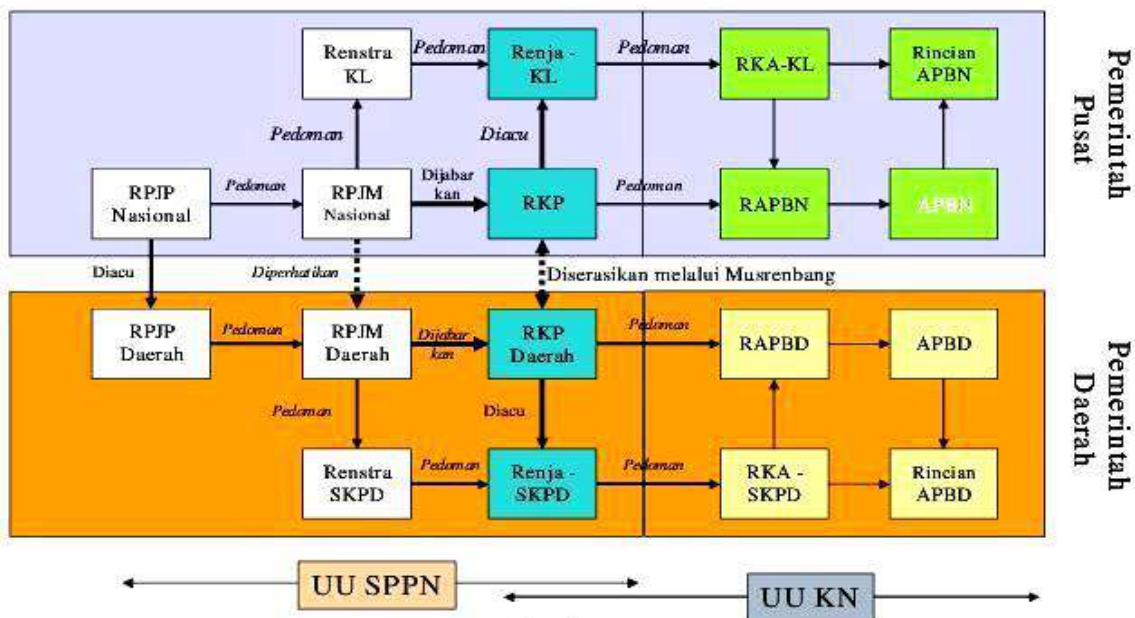 Pedoman
Pedoman
Renstra
KL
Renja -
KL
RKA-KL
Rincian
APBN
Pedoman
Diacu
RPJP
Nasional
Pedoman
RPJM
Nasional
Dijabar
kan
RKP
Pedoman
RAPBN
APBN
Pemerintah
Pusat
Diacu
Diperhatikan
Diserasikan melalui Musrenbang
RPJP
Daerah
Pedoman
RPJM
Daerah
Dijabar
kan
RKP
Daerah
Pedoman
RAPBD
APBD
Pedoman
Diacu
Renstra
SKPD
Pedoman
Renja -
SKPD
Pedoman
RKA -
SKPD
Rincian
APBD
Pemerintah
Daerah
UU SPPN
UU KN